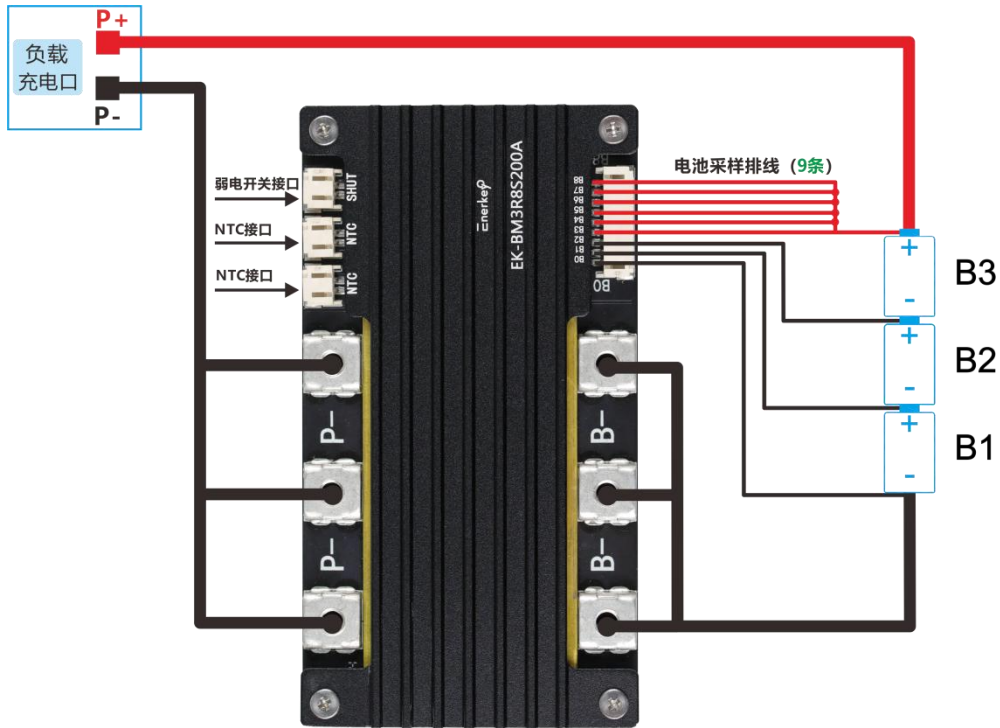 P+
负载
充电口
P-
弱电开关接口
SHUT
NTC接口
NTC
NTC接口
NTC
Enerkey
EK-BM3R8S200A
电池采样排线（9条）
B8
B7
B6
B5
B4
B3
B2
B1
B0
B0
P-
P-
B-
B-
+
-
B3
+
-
B2
+
-
B1